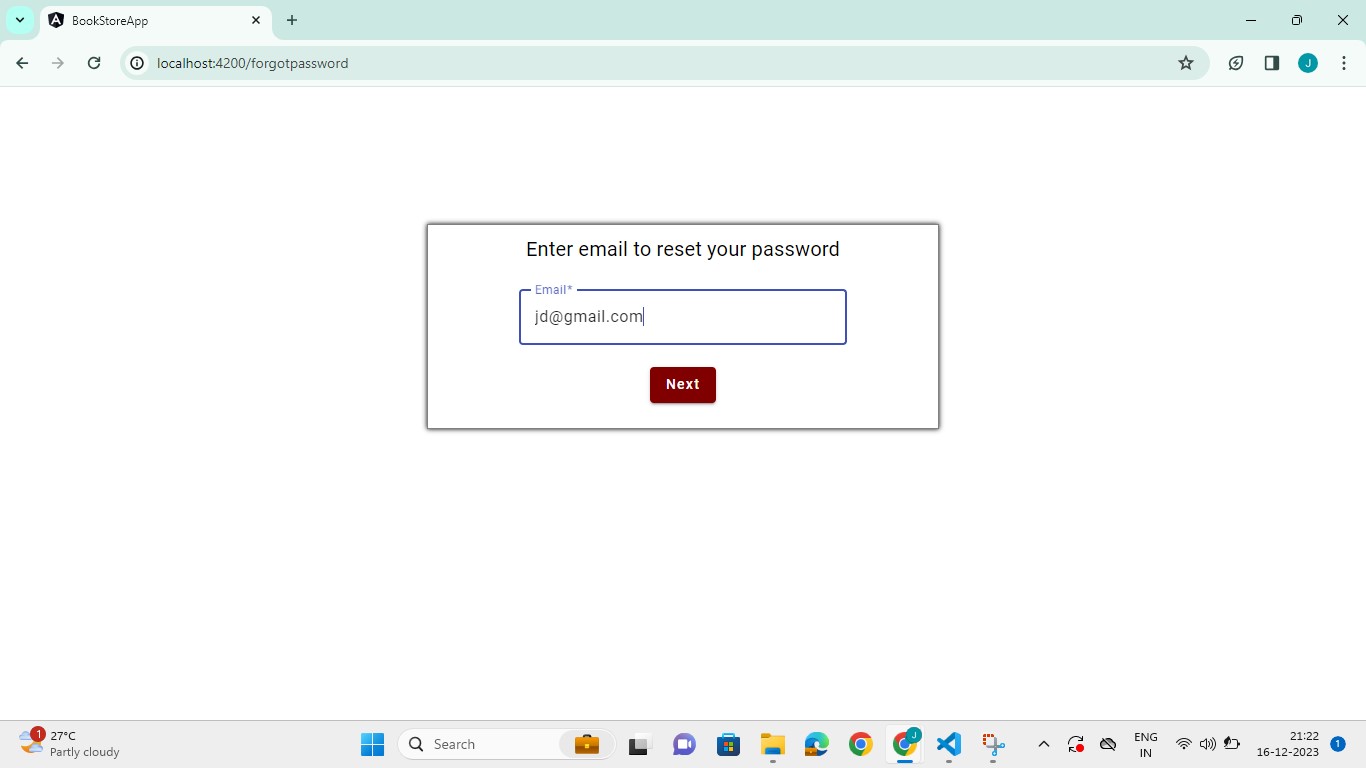 BookStoreApp
localhost:4200/forgotpassword
J
Enter email to reset your password
Email*
jd@gmail.com
Next
1
27°C
Partly cloudy
Search
J
ENG
IN
21:22
16-12-2023
1